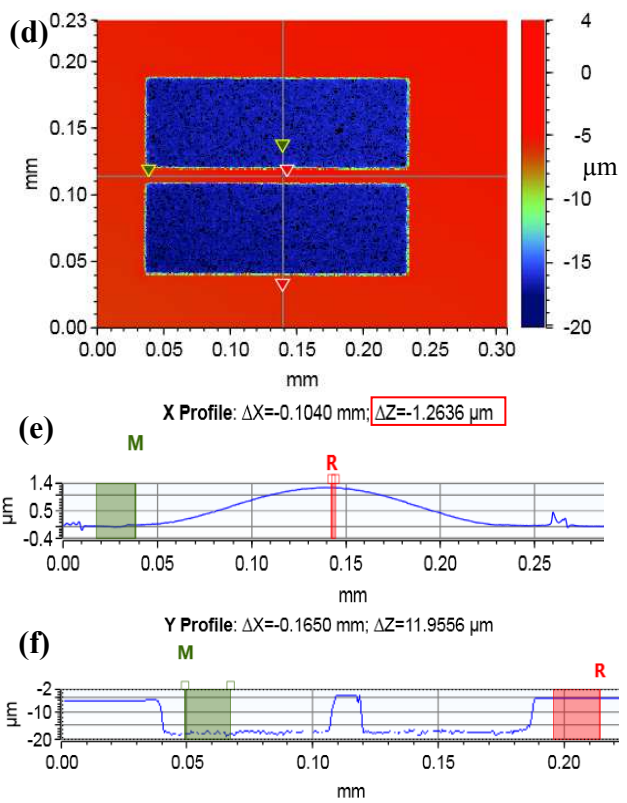 (d)
0.23
0.20
0.15
0.10
0.05
0.00
mm
0.00 0.05 0.10 0.15 0.20 0.25 0.30
mm
4
0
-5
-10
-15
-20
μm
X Profile: ΔX=-0.1040 mm; ΔZ=-1.2636 μm
(e)
M
R
1.4
0.5
-0.4
μm
0.00 0.05 0.10 0.15 0.20 0.25
mm
Y Profile: ΔX=-0.1650 mm; ΔZ=11.9556 μm
(f)
M
R
-2
-10
-20
μm
0.00 0.05 0.10 0.15 0.20
mm